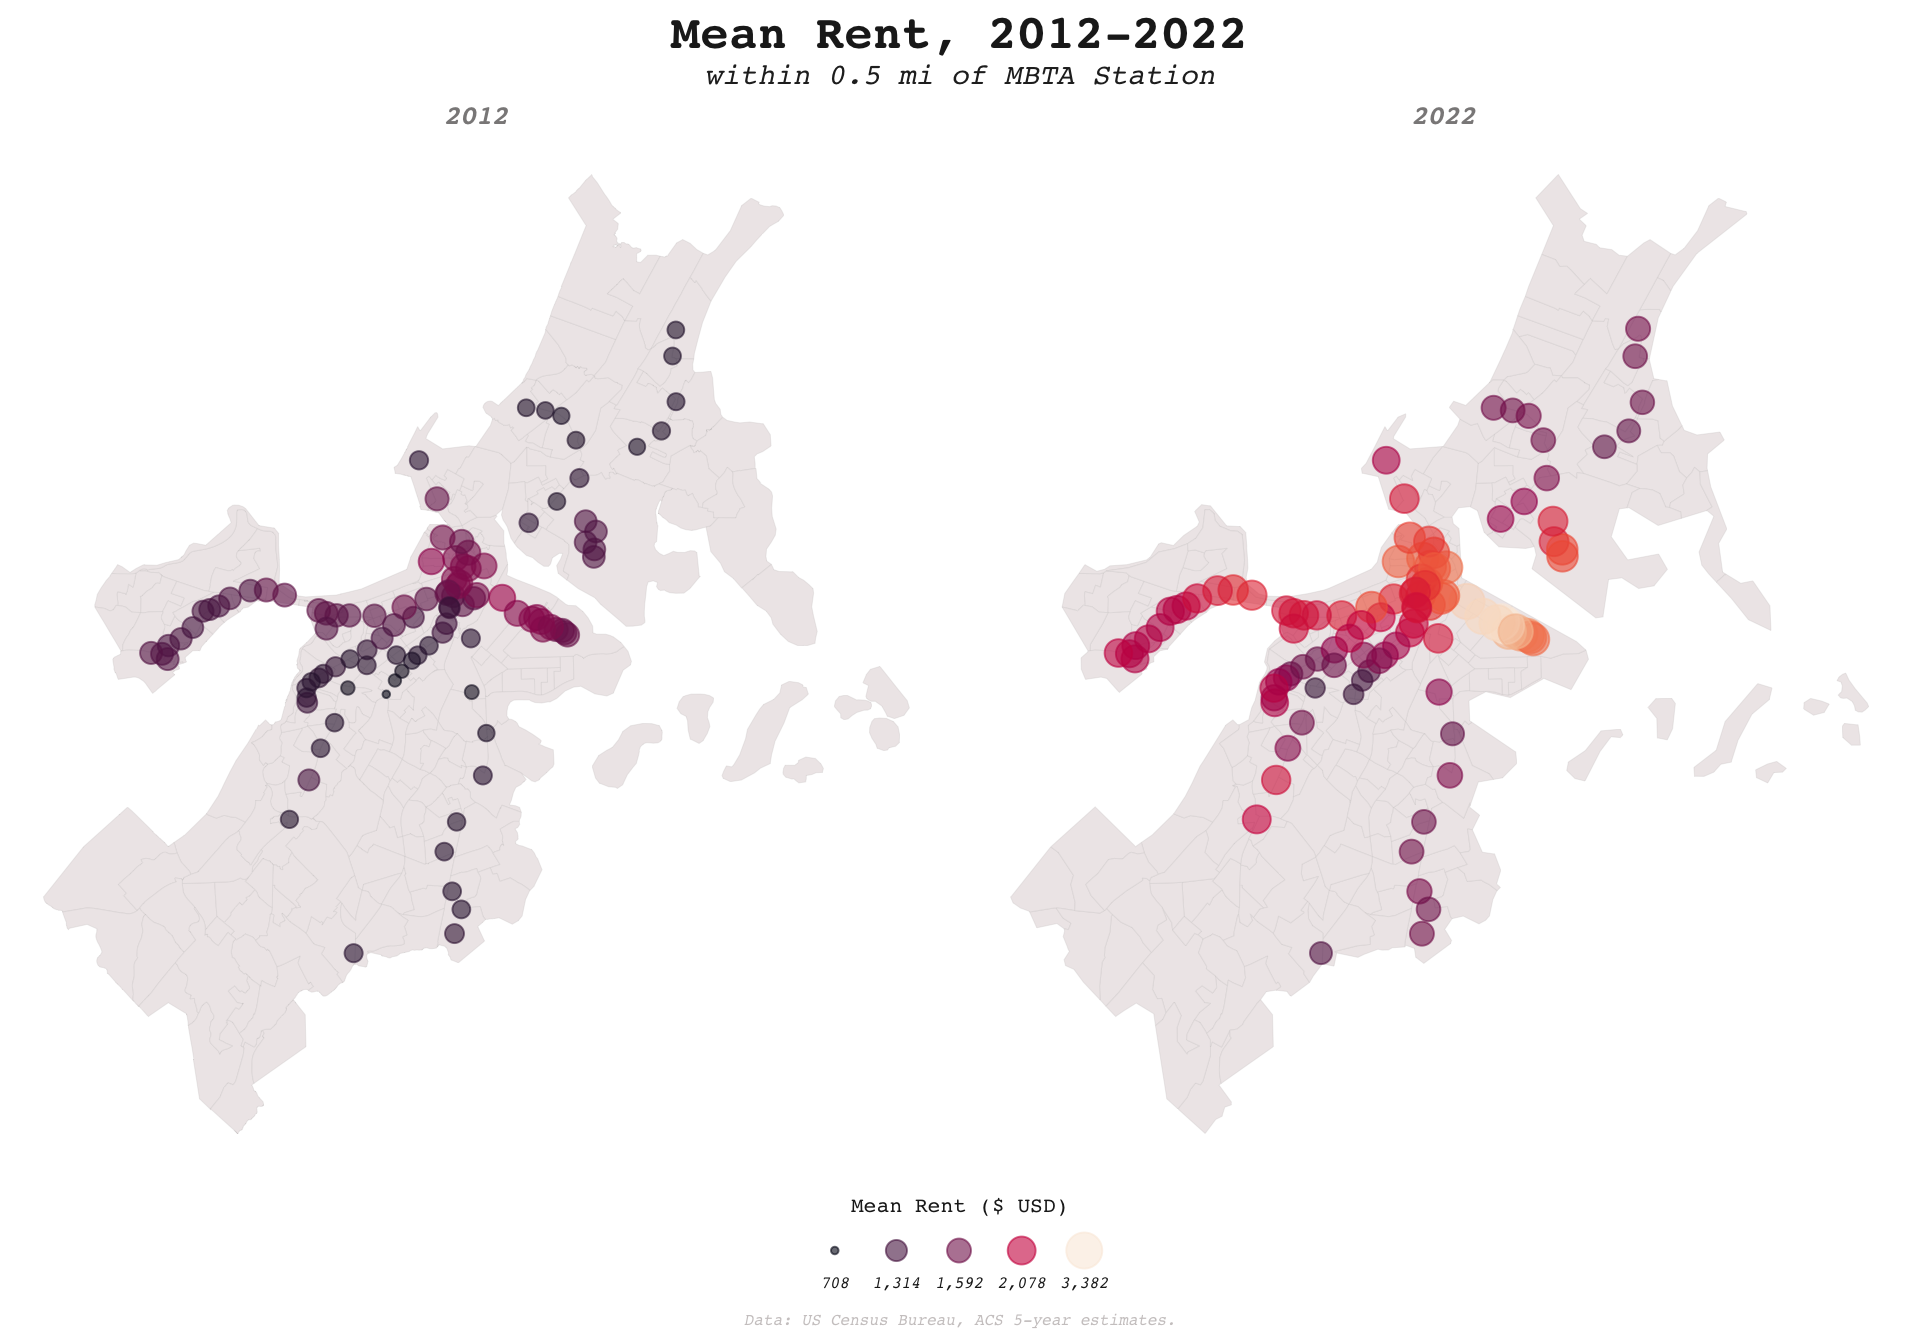 Mean Rent, 2012-2022
within 0.5 mi of MBTA Station
2012
2022
Mean Rent ($ USD)
708 1,314 1,592 2,078 3,382
Data: US Census Bureau, ACS 5-year estimates.